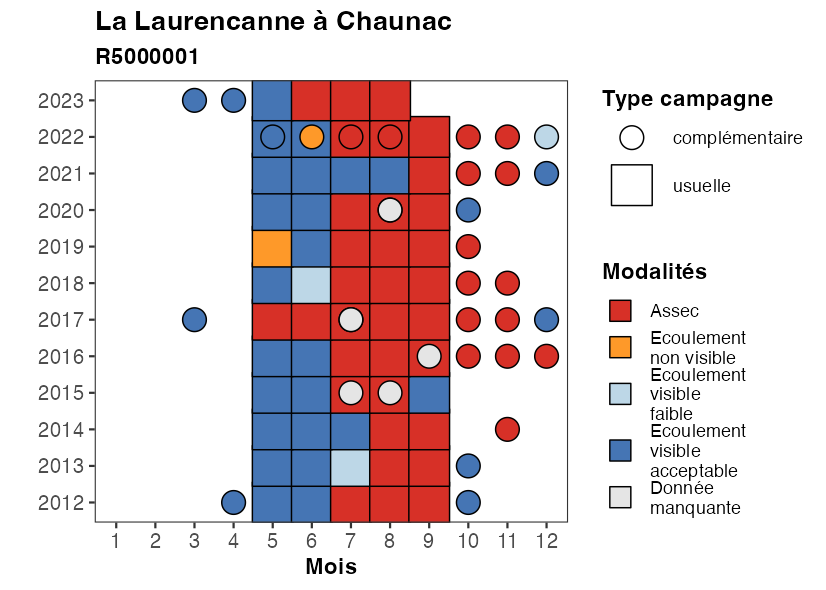 La Laurencanne à Chaunac
R5000001
2023
2022
2021
2020
2019
2018
2017
2016
2015
2014
2013
2012
1 2 3 4 5 6 7 8 9 10 11 12
Mois
Type campagne
complémentaire
usuelle
Modalités
Assec
Ecoulement
non visible
Ecoulement
visible
faible
Ecoulement
visible
acceptable
Donnée
manquante